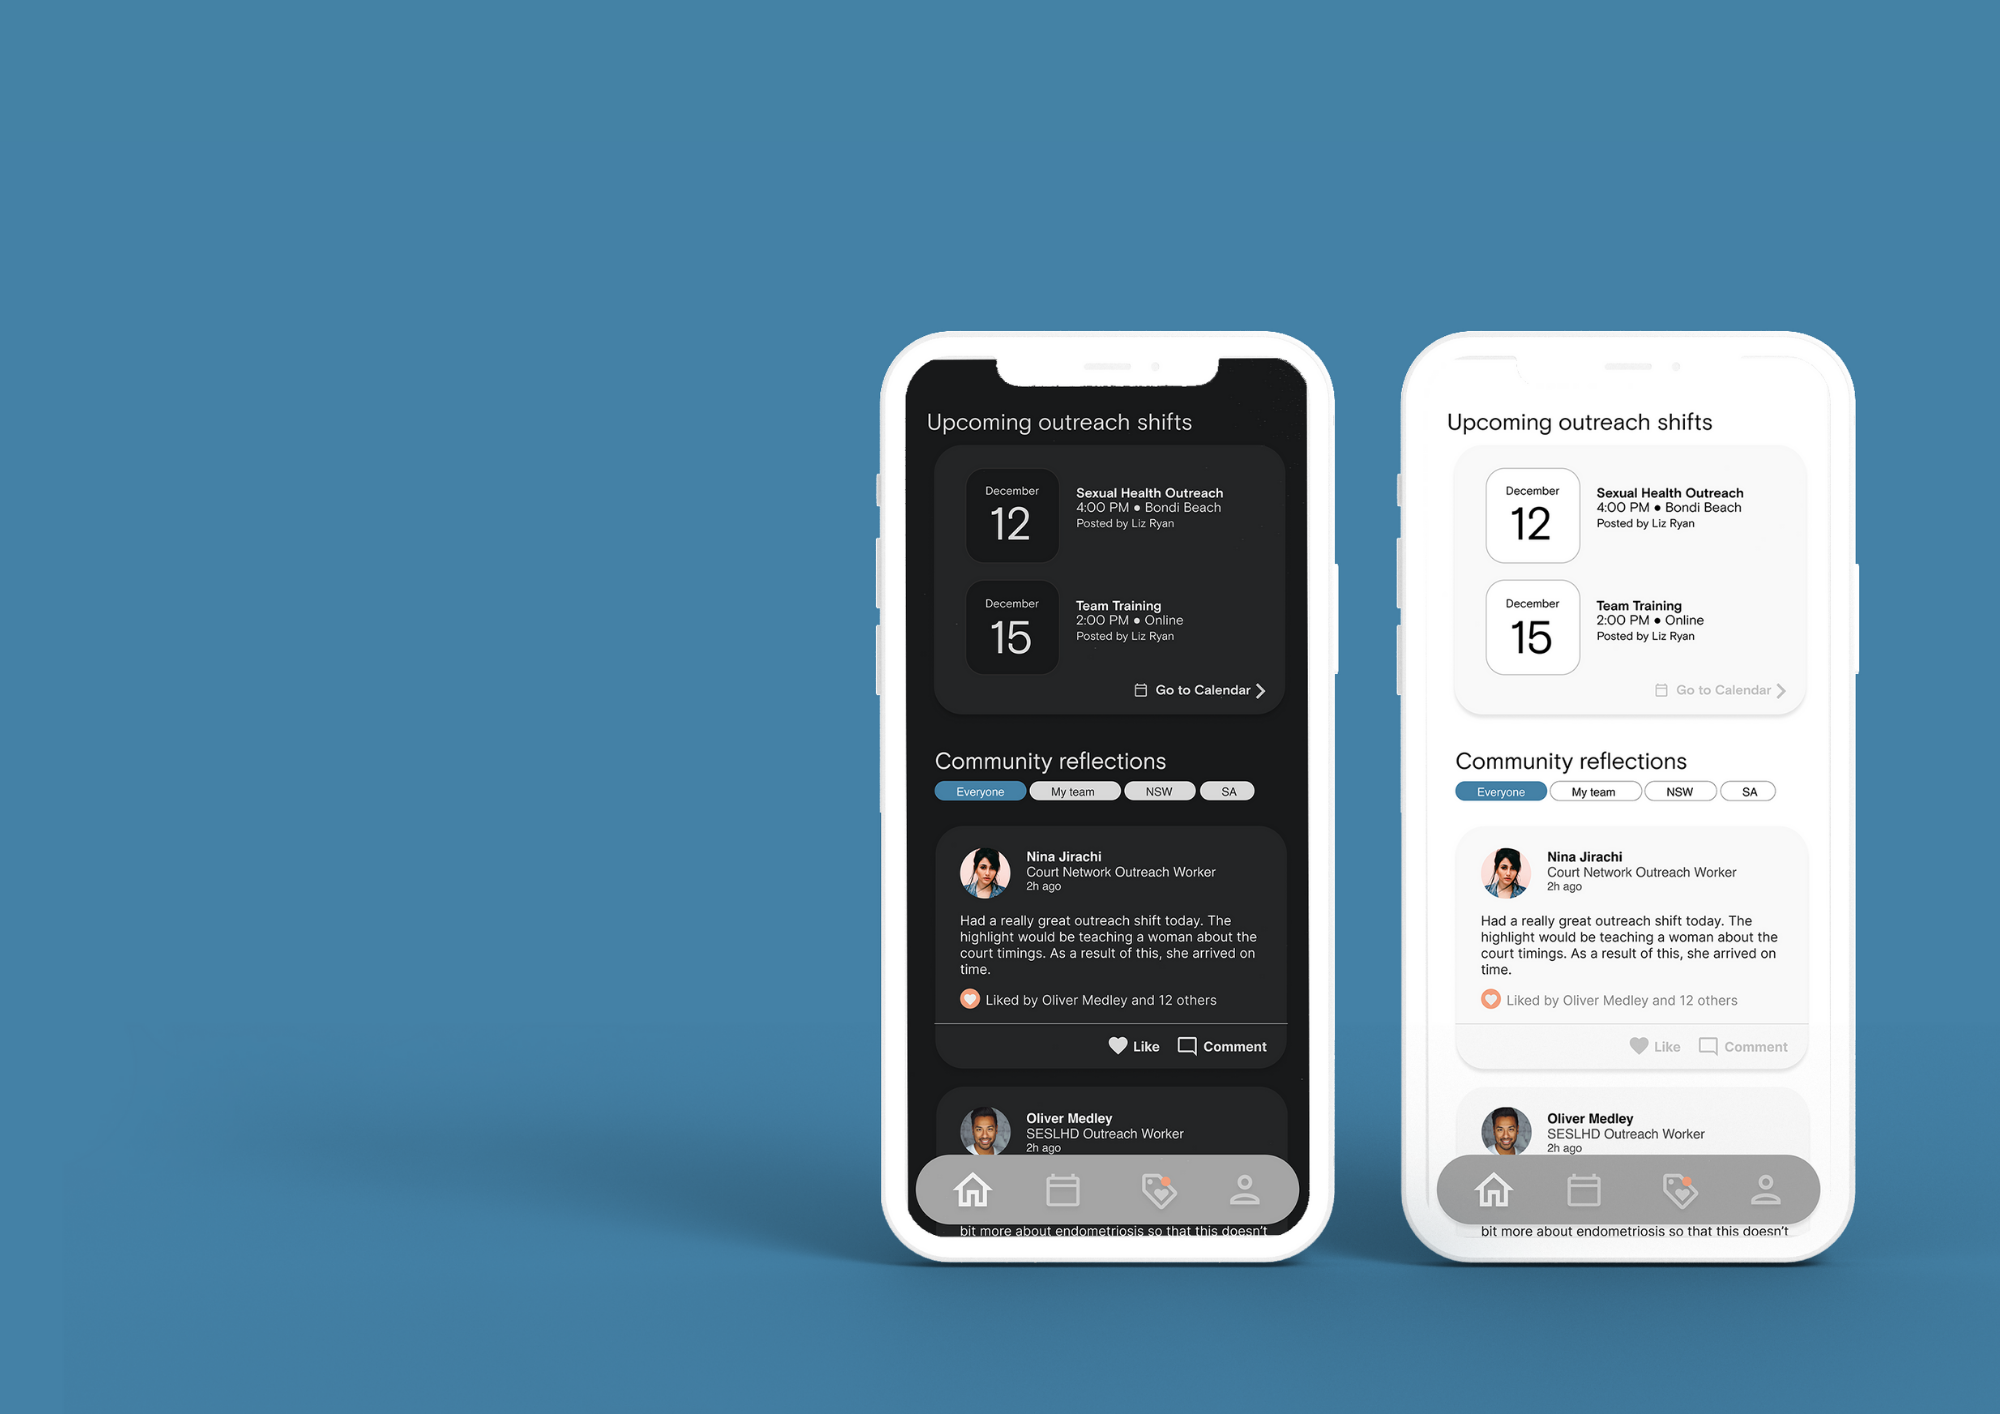 Upcoming outreach shifts
December
12
Sexual Health Outreach
4:00 PM ● Bondi Beach
Posted by Liz Ryan
December
15
Team Training
2:00 PM ● Online
Posted by Liz Ryan
Go to Calendar
Community reflections
Everyone My team NSW SA
Nina Jirachi
Court Network Outreach Worker
2h ago
Had a really great outreach shift today. The
highlight would be teaching a woman about the
court timings. As a result of this, she arrived on
time.
Liked by Oliver Medley and 12 others
Like Comment
Oliver Medley
SESLHD Outreach Worker
2h ago
bit more about endometriosis so that this doesn't
Upcoming outreach shifts
December
12
Sexual Health Outreach
4:00 PM ● Bondi Beach
Posted by Liz Ryan
December
15
Team Training
2:00 PM ● Online
Posted by Liz Ryan
Go to Calendar
Community reflections
Everyone My team NSW SA
Nina Jirachi
Court Network Outreach Worker
2h ago
Had a really great outreach shift today. The
highlight would be teaching a woman about the
court timings. As a result of this, she arrived on
time.
Liked by Oliver Medley and 12 others
Like Comment
Oliver Medley
SESLHD Outreach Worker
2h ago
bit more about endometriosis so that this doesn't